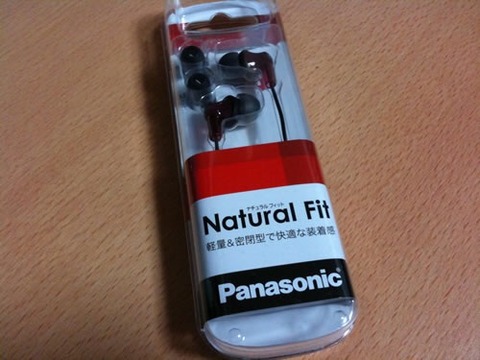 ナチュラルフィット
Natural Fit
軽量&密閉型で快適な装着感
Panasonic